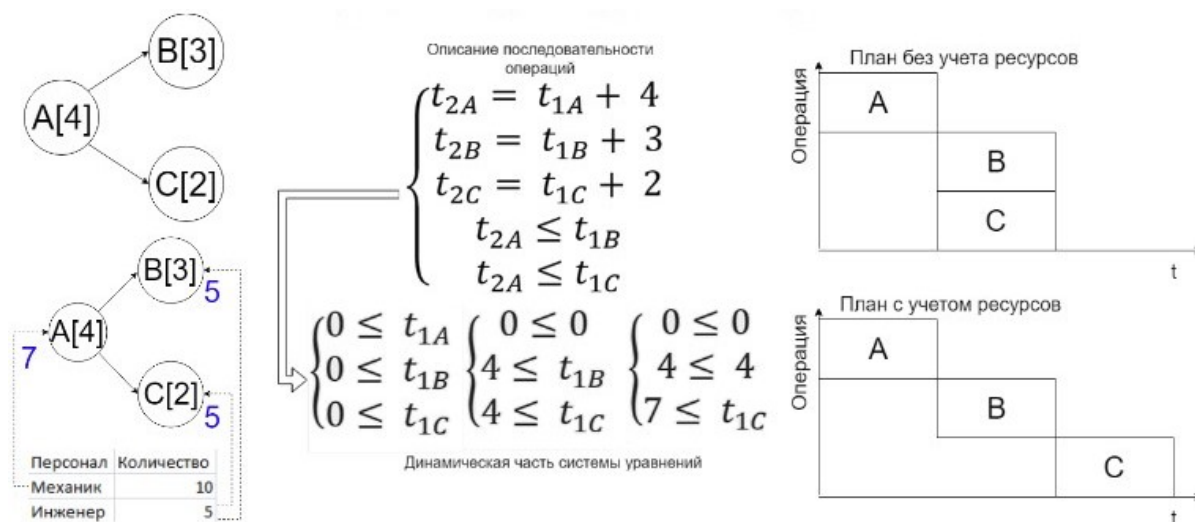 B[3]
A[4]
C[2]
B[3]
5
A[4]
7
C[2]
5
Персонал Количество
Механик 10
Инженер 5
Описание последовательности
операций
t₂A = t₁A + 4
t₂B = t₁B + 3
t₂C = t₁C + 2
t₂A ≤ t₁B
t₂A ≤ t₁C
0 ≤ t₁A 0 ≤ 0 0 ≤ 0
0 ≤ t₁B 4 ≤ t₁B 4 ≤ 4
0 ≤ t₁C 4 ≤ t₁C 7 ≤ t₁C
Динамическая часть системы уравнений
План без учета ресурсов
Операция
A
B
C
t
План с учетом ресурсов
Операция
A
B
C
t